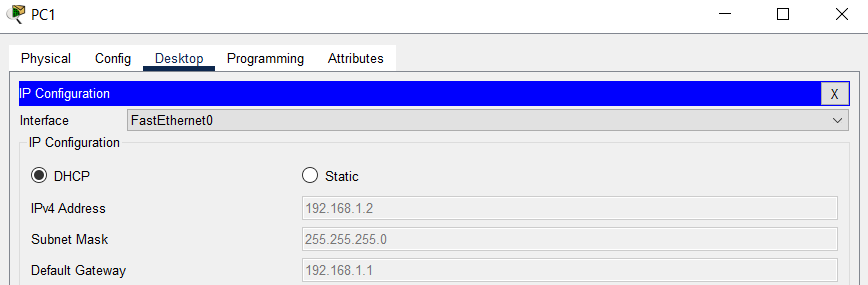 PC1
Physical Config Desktop Programming Attributes
IP Configuration X
Interface FastEthernet0
IP Configuration
DHCP Static
IPv4 Address 192.168.1.2
Subnet Mask 255.255.255.0
Default Gateway 192.168.1.1